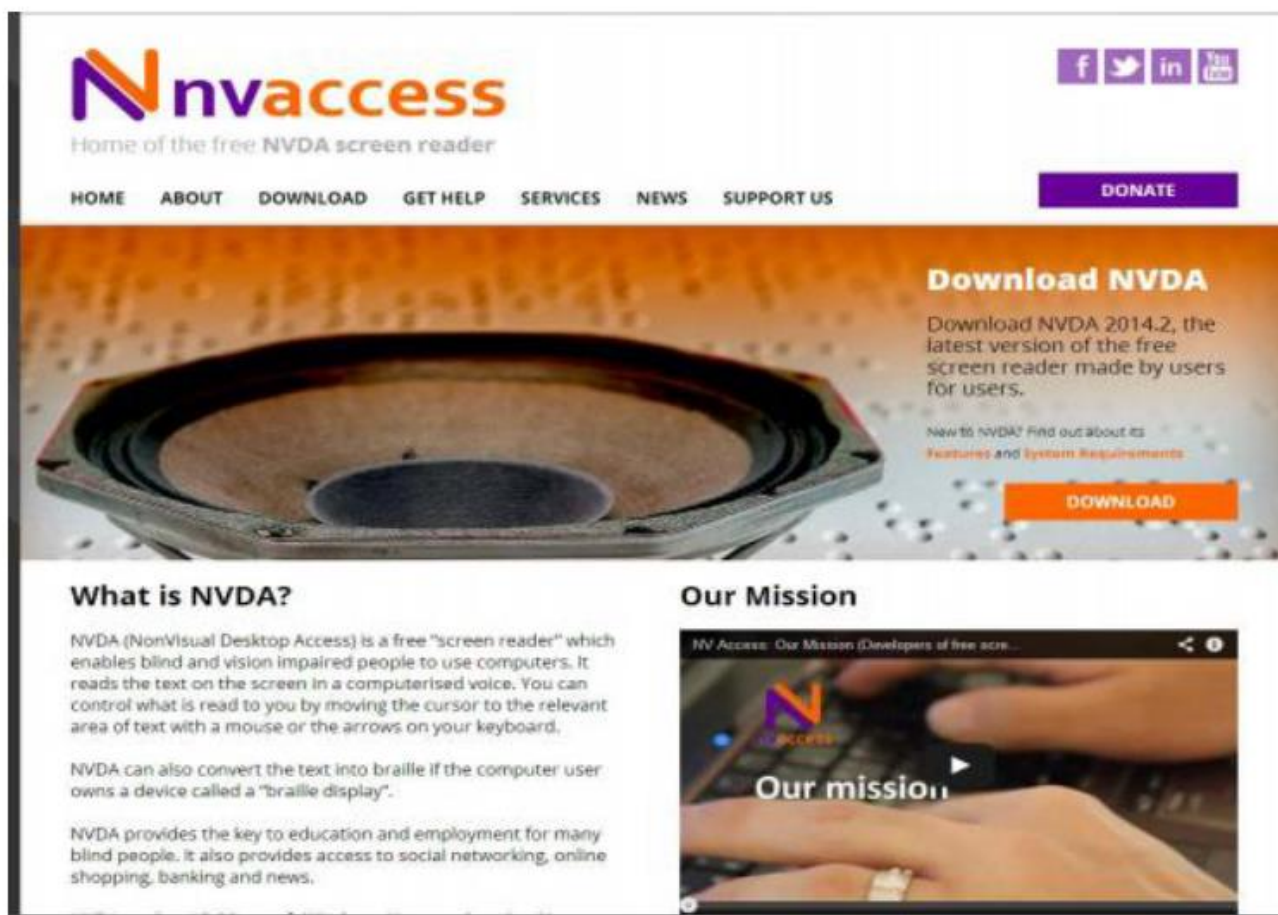 nvaccess
Home of the free NVDA screen reader
HOME ABOUT DOWNLOAD GET HELP SERVICES NEWS SUPPORT US
DONATE
Download NVDA
Download NVDA 2014.2, the
latest version of the free
screen reader made by users
for users.
New to NVDA? Find out about its
Features and System Requirements
DOWNLOAD
What is NVDA?
NVDA (NonVisual Desktop Access) is a free "screen reader" which
enables blind and vision impaired people to use computers. It
reads the text on the screen in a computerised voice. You can
control what is read to you by moving the cursor to the relevant
area of text with a mouse or the arrows on your keyboard.
NVDA can also convert the text into braille if the computer user
owns a device called a "braille display".
NVDA provides the key to education and employment for many
blind people. It also provides access to social networking, online
shopping, banking and news.
Our Mission
NV Access: Our Mission (Developers of free scre...
nvaccess
Our mission
f in You Tube